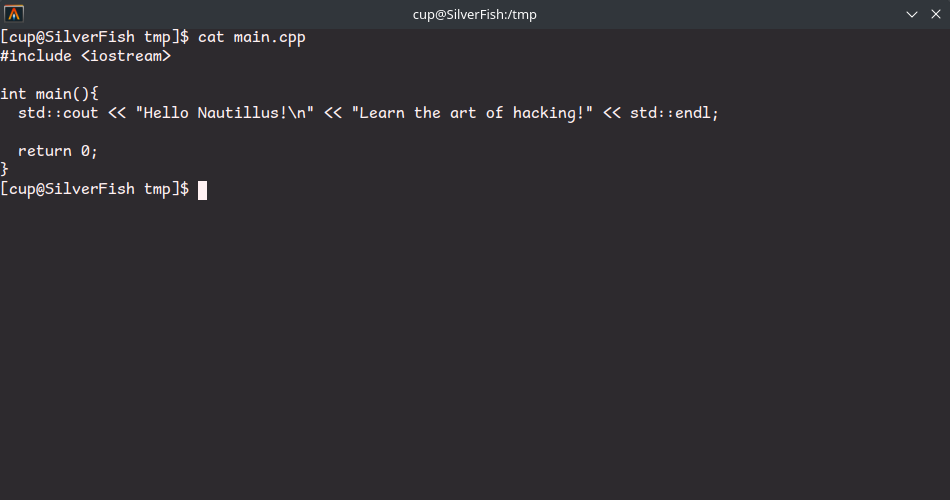 cup@SilverFish:/tmp
[cup@SilverFish tmp]$ cat main.cpp
#include <iostream>
int main(){
  std::cout << "Hello Nautillus!\n" << "Learn the art of hacking!" << std::endl;
  return 0;
}
[cup@SilverFish tmp]$